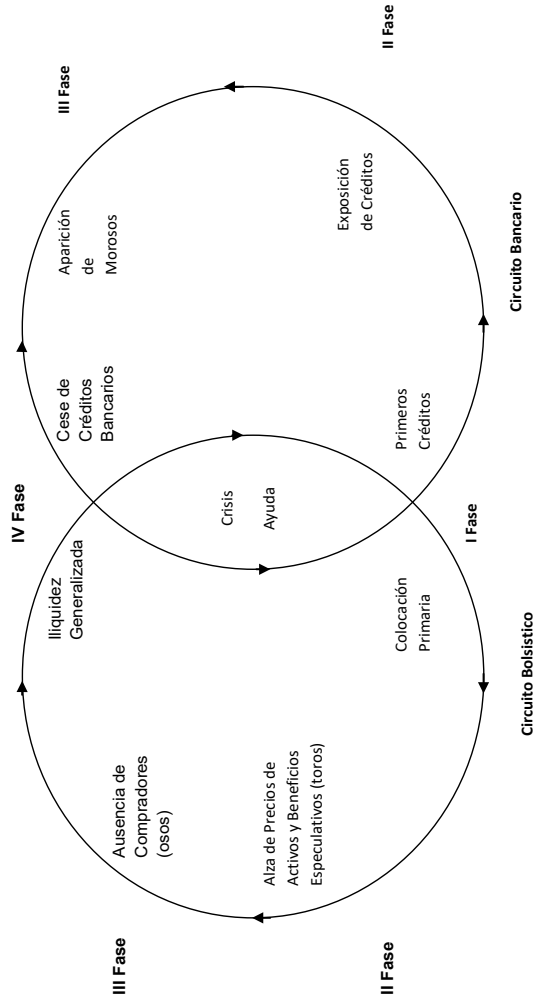 IV Fase
III Fase
III Fase
Iliquidez
Generalizada
Cese de
Créditos
Bancarios
Aparición
de
Morosos
Ausencia de
Compradores
(osos)
Crisis
Ayuda
Alza de Precios de
Activos y Beneficios
Especulativos (toros)
Exposición
de Créditos
II Fase
II Fase
Colocación
Primaria
Primeros
Créditos
I Fase
Circuito Bolsistico
Circuito Bancario